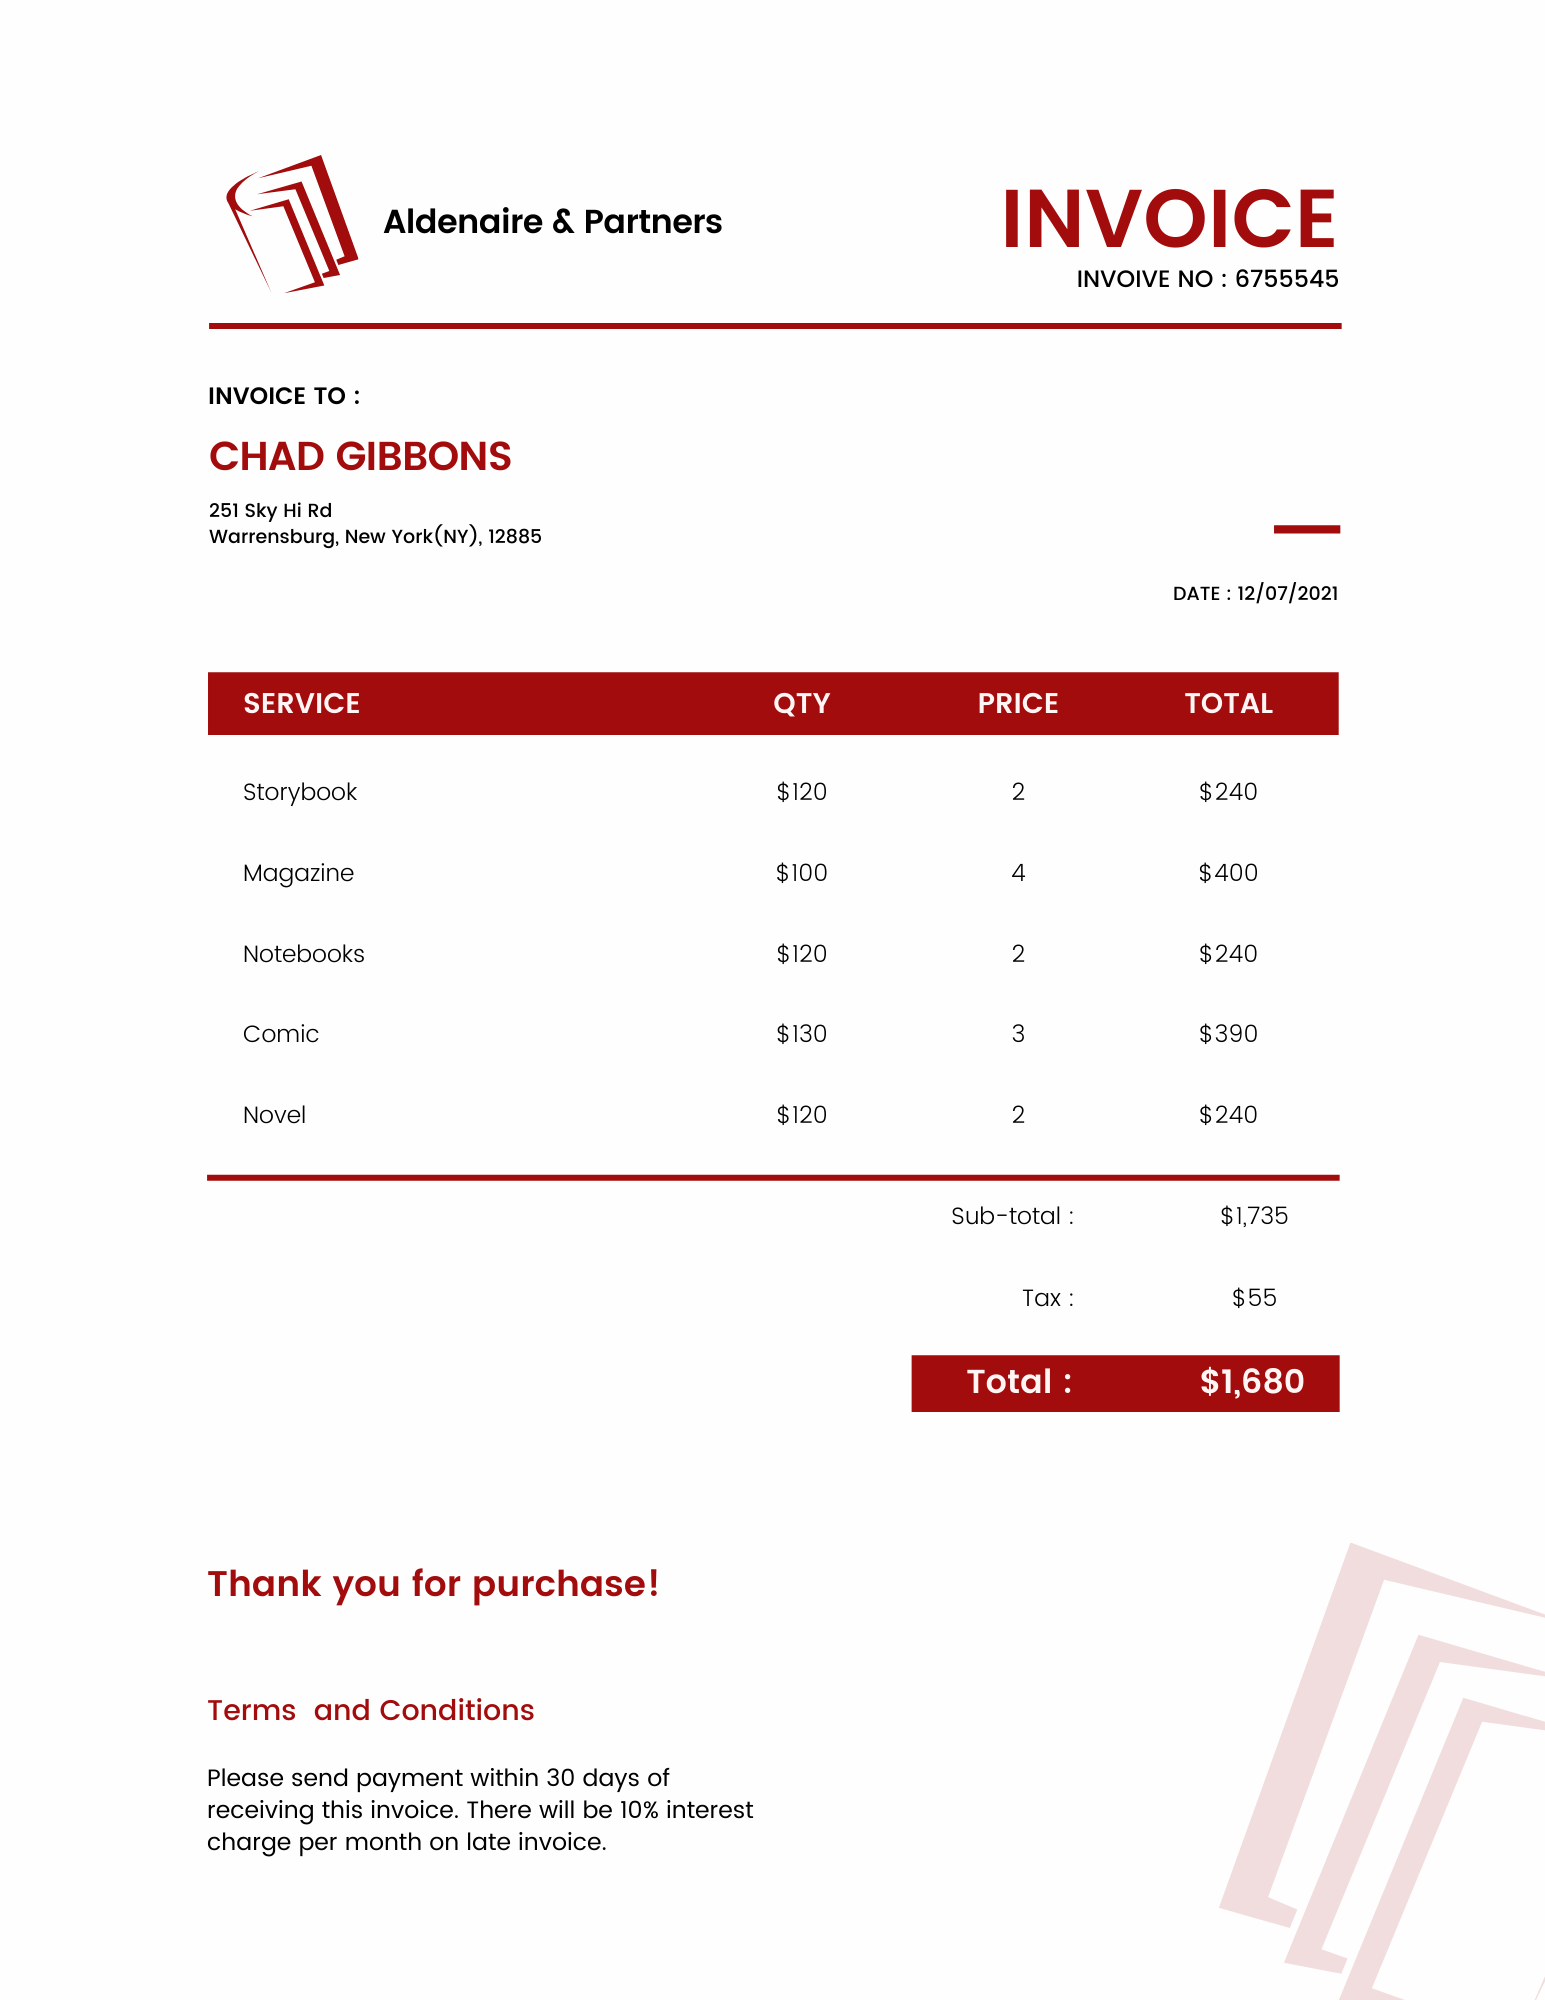 Aldenaire & Partners
INVOICE
INVOIVE NO : 6755545
INVOICE TO :
CHAD GIBBONS
251 Sky Hi Rd
Warrensburg, New York(NY), 12885
DATE : 12/07/2021
SERVICE QTY PRICE TOTAL
Storybook $120 2 $240
Magazine $100 4 $400
Notebooks $120 2 $240
Comic $130 3 $390
Novel $120 2 $240
Sub-total : $1,735
Tax : $55
Total : $1,680
Thank you for purchase!
Terms  and Conditions
Please send payment within 30 days of
receiving this invoice. There will be 10% interest
charge per month on late invoice.